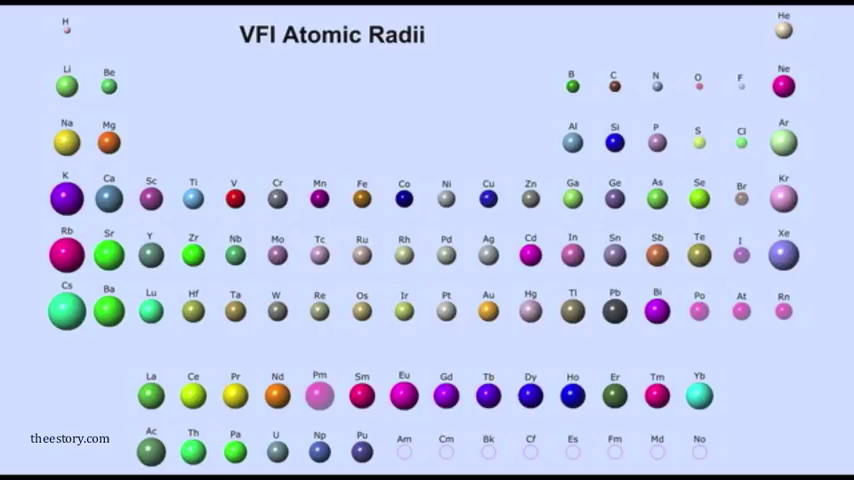 VFI Atomic Radii
H He
Li Be B C N O F Ne
Na Mg Al Si P S Cl Ar
K Ca Sc Ti V Cr Mn Fe Co Ni Cu Zn Ga Ge As Se Br Kr
Rb Sr Y Zr Nb Mo Tc Ru Rh Pd Ag Cd In Sn Sb Te I Xe
Cs Ba Lu Hf Ta W Re Os Ir Pt Au Hg Tl Pb Bi Po At Rn
La Ce Pr Nd Pm Sm Eu Gd Tb Dy Ho Er Tm Yb
Ac Th Pa U Np Pu Am Cm Bk Cf Es Fm Md No
theestory.com